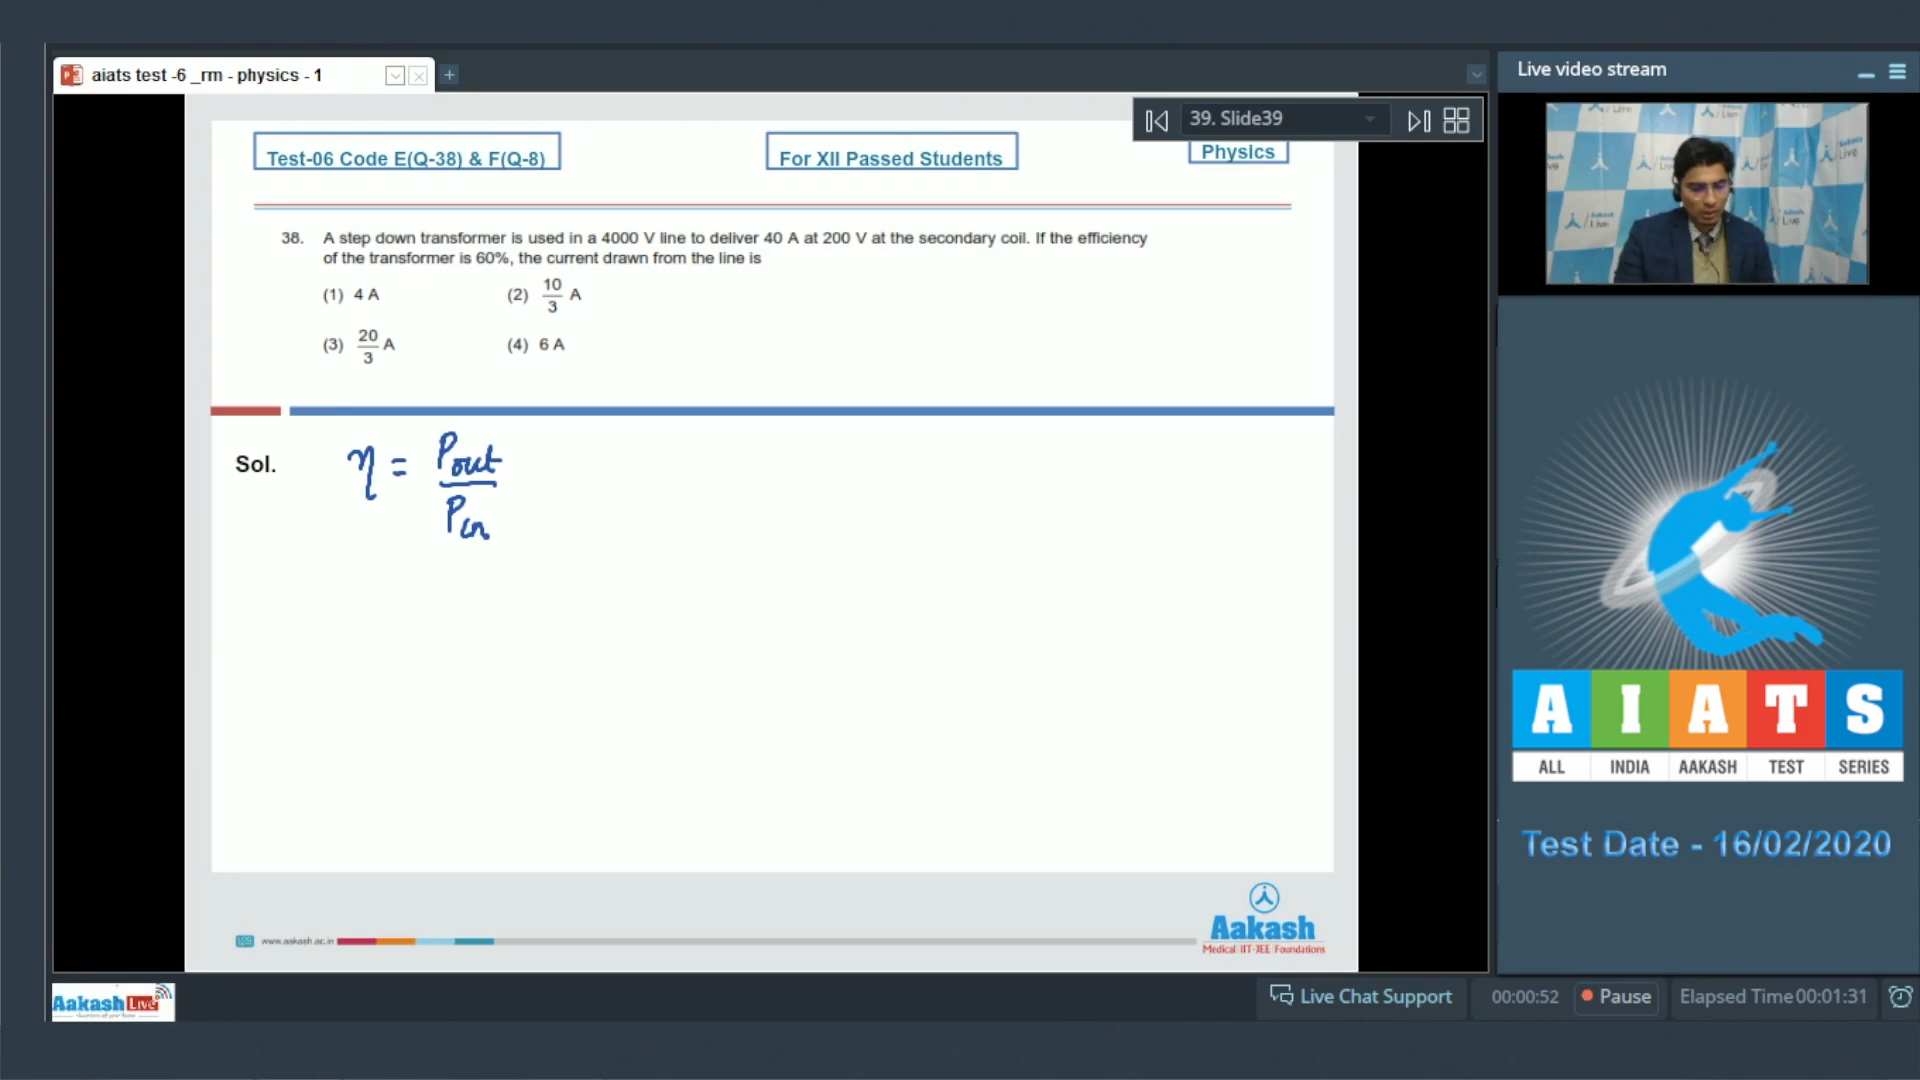 aiats test -6 _rm - physics - 1
Live video stream
39. Slide39
Test-06 Code E(Q-38) & F(Q-8)
For XII Passed Students
Physics
38. A step down transformer is used in a 4000 V line to deliver 40 A at 200 V at the secondary coil. If the efficiency
of the transformer is 60%, the current drawn from the line is
(1) 4 A (2) 10/3 A
(3) 20/3 A (4) 6 A
Sol. η = Pout/Pin
A I A T S
ALL INDIA AAKASH TEST SERIES
Test Date - 16/02/2020
www.aakash.ac.in
Aakash
Medical|IIT-JEE|Foundations
Aakash Live
Live Chat Support
00:00:52
Pause
Elapsed Time 00:01:31